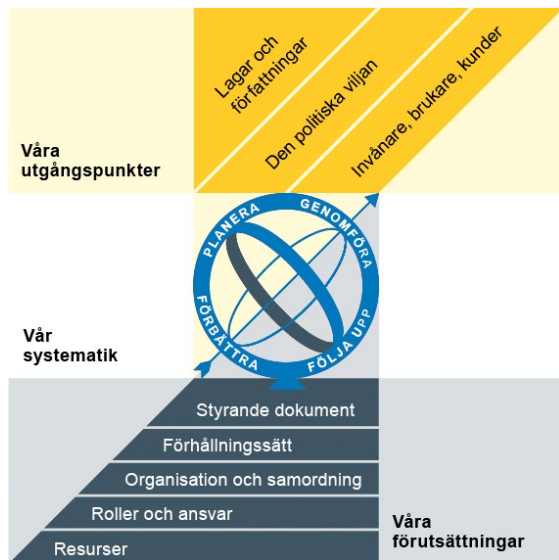 Lagar och
författningar
Den politiska viljan
Invånare, brukare, kunder
Våra
utgångspunkter
PLANERA
GENOMFÖRA
FÖRBÄTTRA
FÖLJA UPP
Vår
systematik
Styrande dokument
Förhållningssätt
Organisation och samordning
Roller och ansvar
Resurser
Våra
förutsättningar